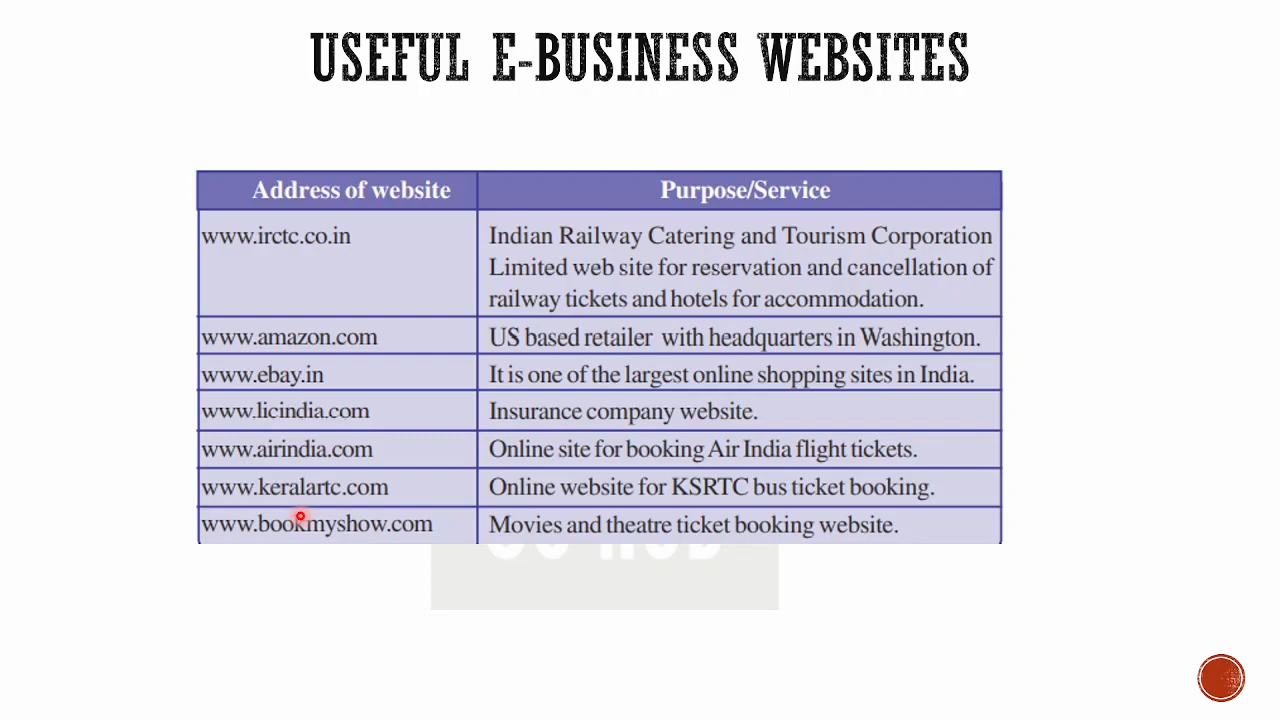 USEFUL E-BUSINESS WEBSITES
Address of website Purpose/Service
www.irctc.co.in Indian Railway Catering and Tourism Corporation
Limited web site for reservation and cancellation of
railway tickets and hotels for accommodation.
www.amazon.com US based retailer with headquarters in Washington.
www.ebay.in It is one of the largest online shopping sites in India.
www.licindia.com Insurance company website.
www.airindia.com Online site for booking Air India flight tickets.
www.keralartc.com Online website for KSRTC bus ticket booking.
www.bookmyshow.com Movies and theatre ticket booking website.